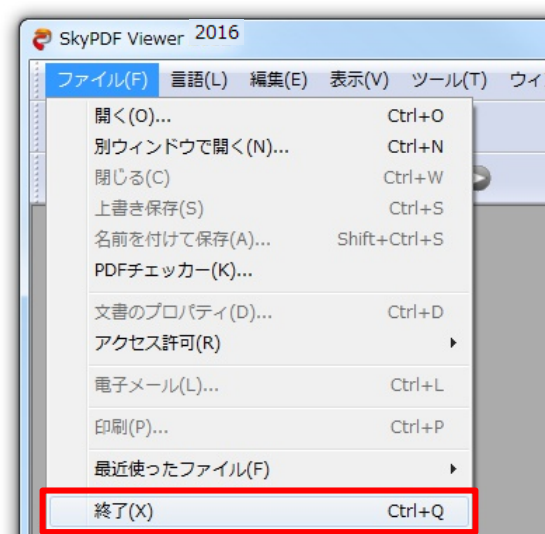 SkyPDF Viewer 2016
ファイル(F) 言語(L) 編集(E) 表示(V) ツール(T) ウィ
開く(O)... Ctrl+O
別ウィンドウで開く(N)... Ctrl+N
閉じる(C) Ctrl+W
上書き保存(S) Ctrl+S
名前を付けて保存(A)... Shift+Ctrl+S
PDFチェッカー(K)...
文書のプロパティ(D)... Ctrl+D
アクセス許可(R)
電子メール(L)... Ctrl+L
印刷(P)... Ctrl+P
最近使ったファイル(F)
終了(X) Ctrl+Q